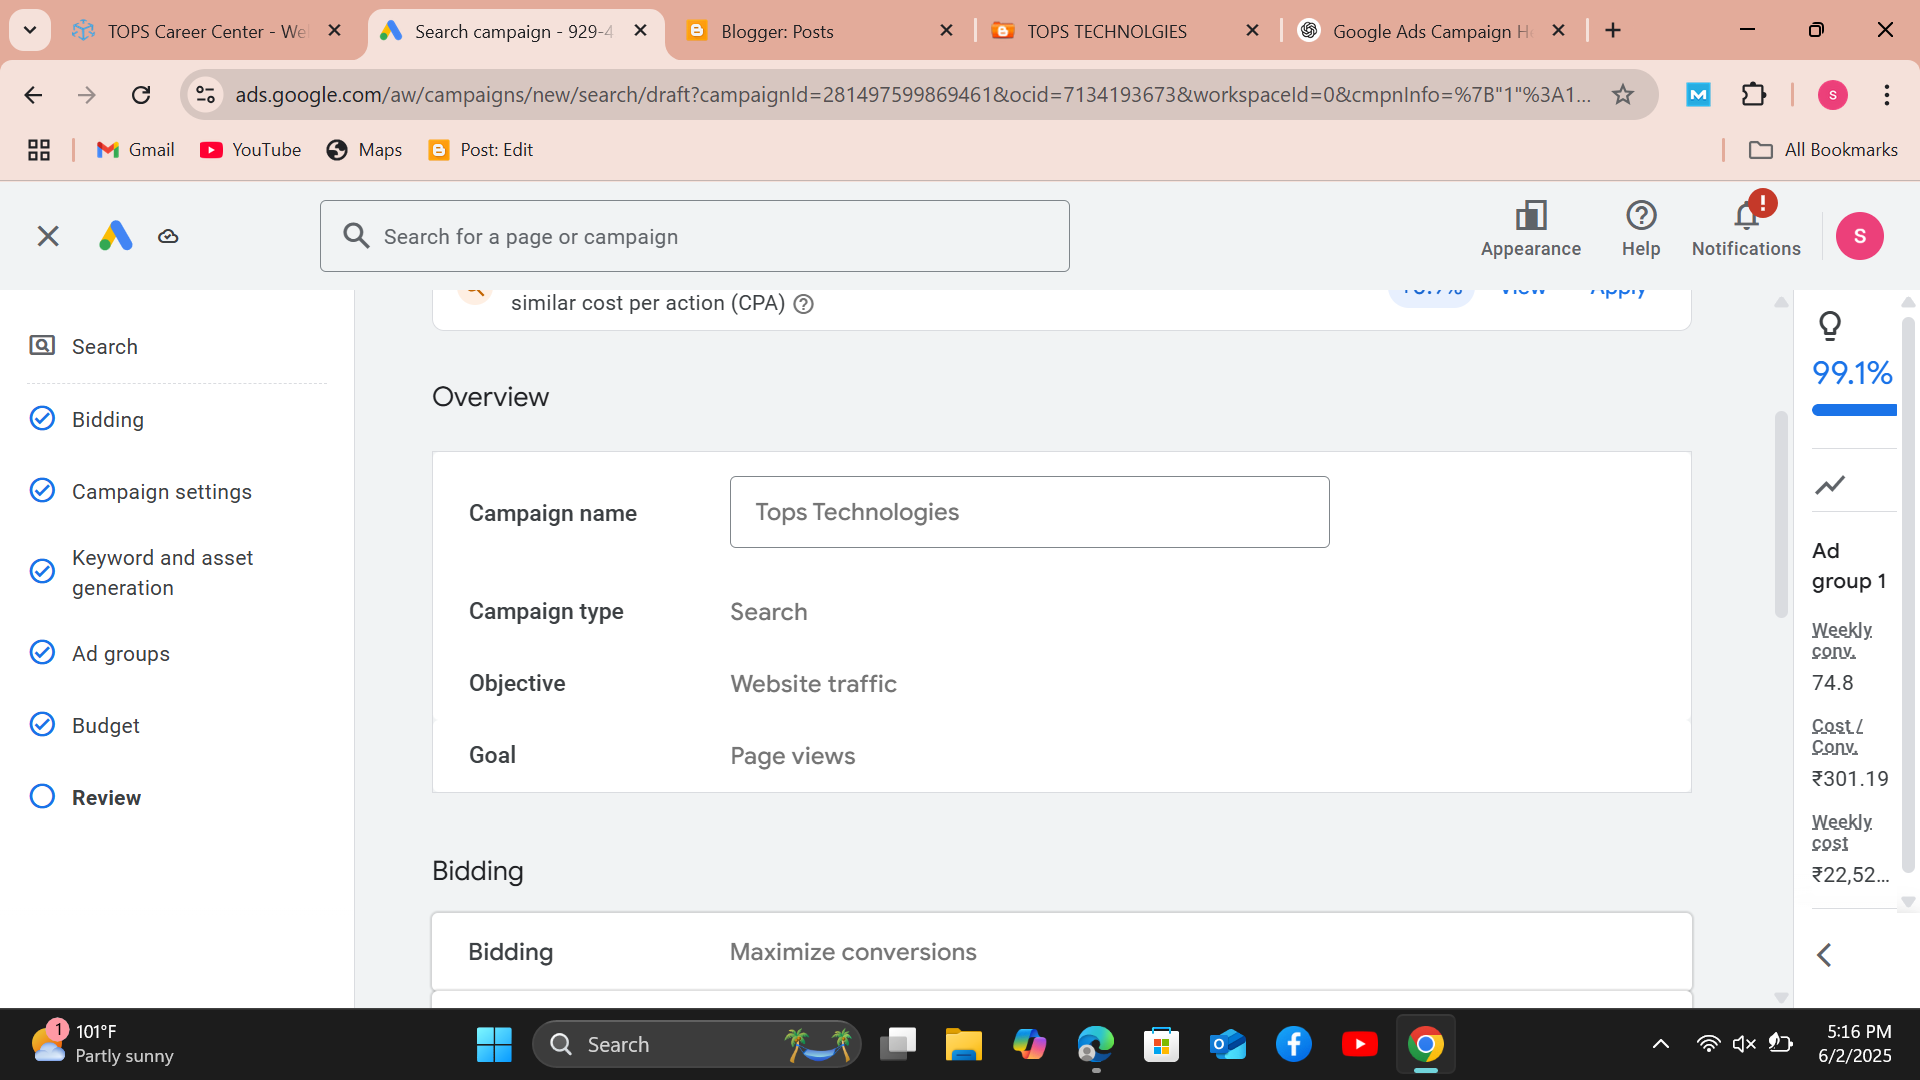 TOPS Career Center - We
Search campaign - 929-4
Blogger: Posts
TOPS TECHNOLGIES
Google Ads Campaign H
ads.google.com/aw/campaigns/new/search/draft?campaignId=281497599869461&ocid=7134193673&workspaceId=0&cmpnInfo=%7B"1"%3A1...
S
Gmail
YouTube
Maps
Post: Edit
All Bookmarks
Search for a page or campaign
Appearance
Help
Notifications
S
similar cost per action (CPA)
View
Apply
Search
Bidding
Campaign settings
Keyword and asset
generation
Ad groups
Budget
Review
Overview
Campaign name
Tops Technologies
Campaign type
Search
Objective
Website traffic
Goal
Page views
Bidding
Bidding
Maximize conversions
99.1%
Ad
group 1
Weekly
conv.
74.8
Cost /
Conv.
₹301.19
Weekly
cost
₹22,52...
1
101°F
Partly sunny
Search
5:16 PM
6/2/2025